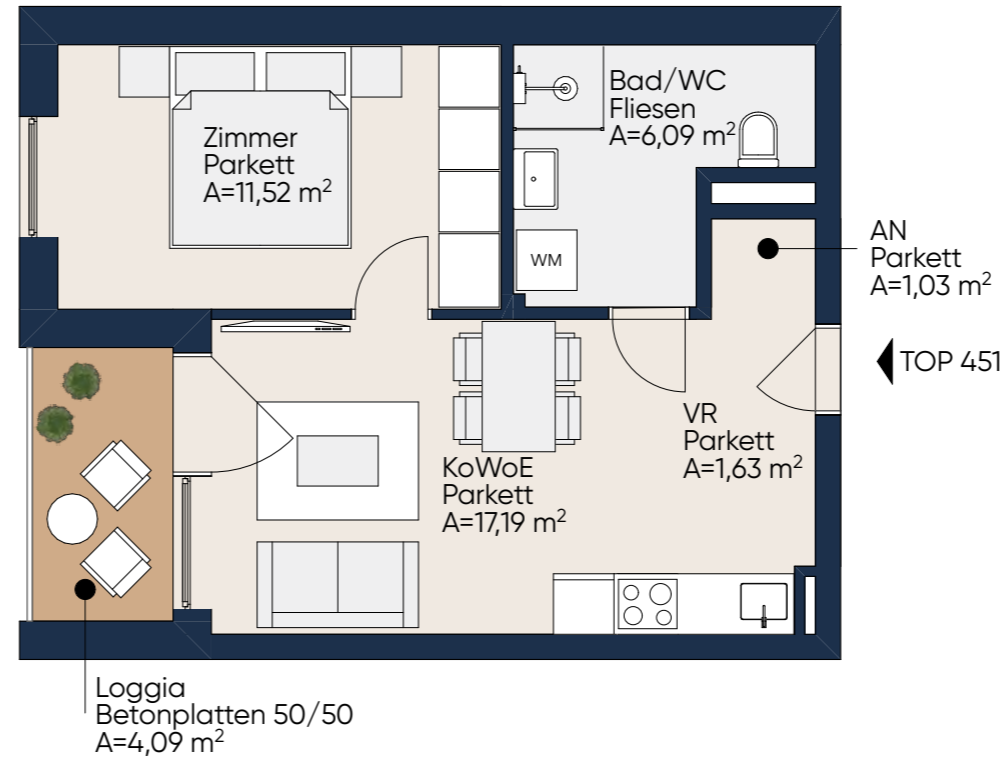 Zimmer
Parkett
A=11,52 m²
Bad/WC
Fliesen
A=6,09 m²
WM
AN
Parkett
A=1,03 m²
TOP 451
VR
Parkett
A=1,63 m²
KoWoE
Parkett
A=17,19 m²
Loggia
Betonplatten 50/50
A=4,09 m²